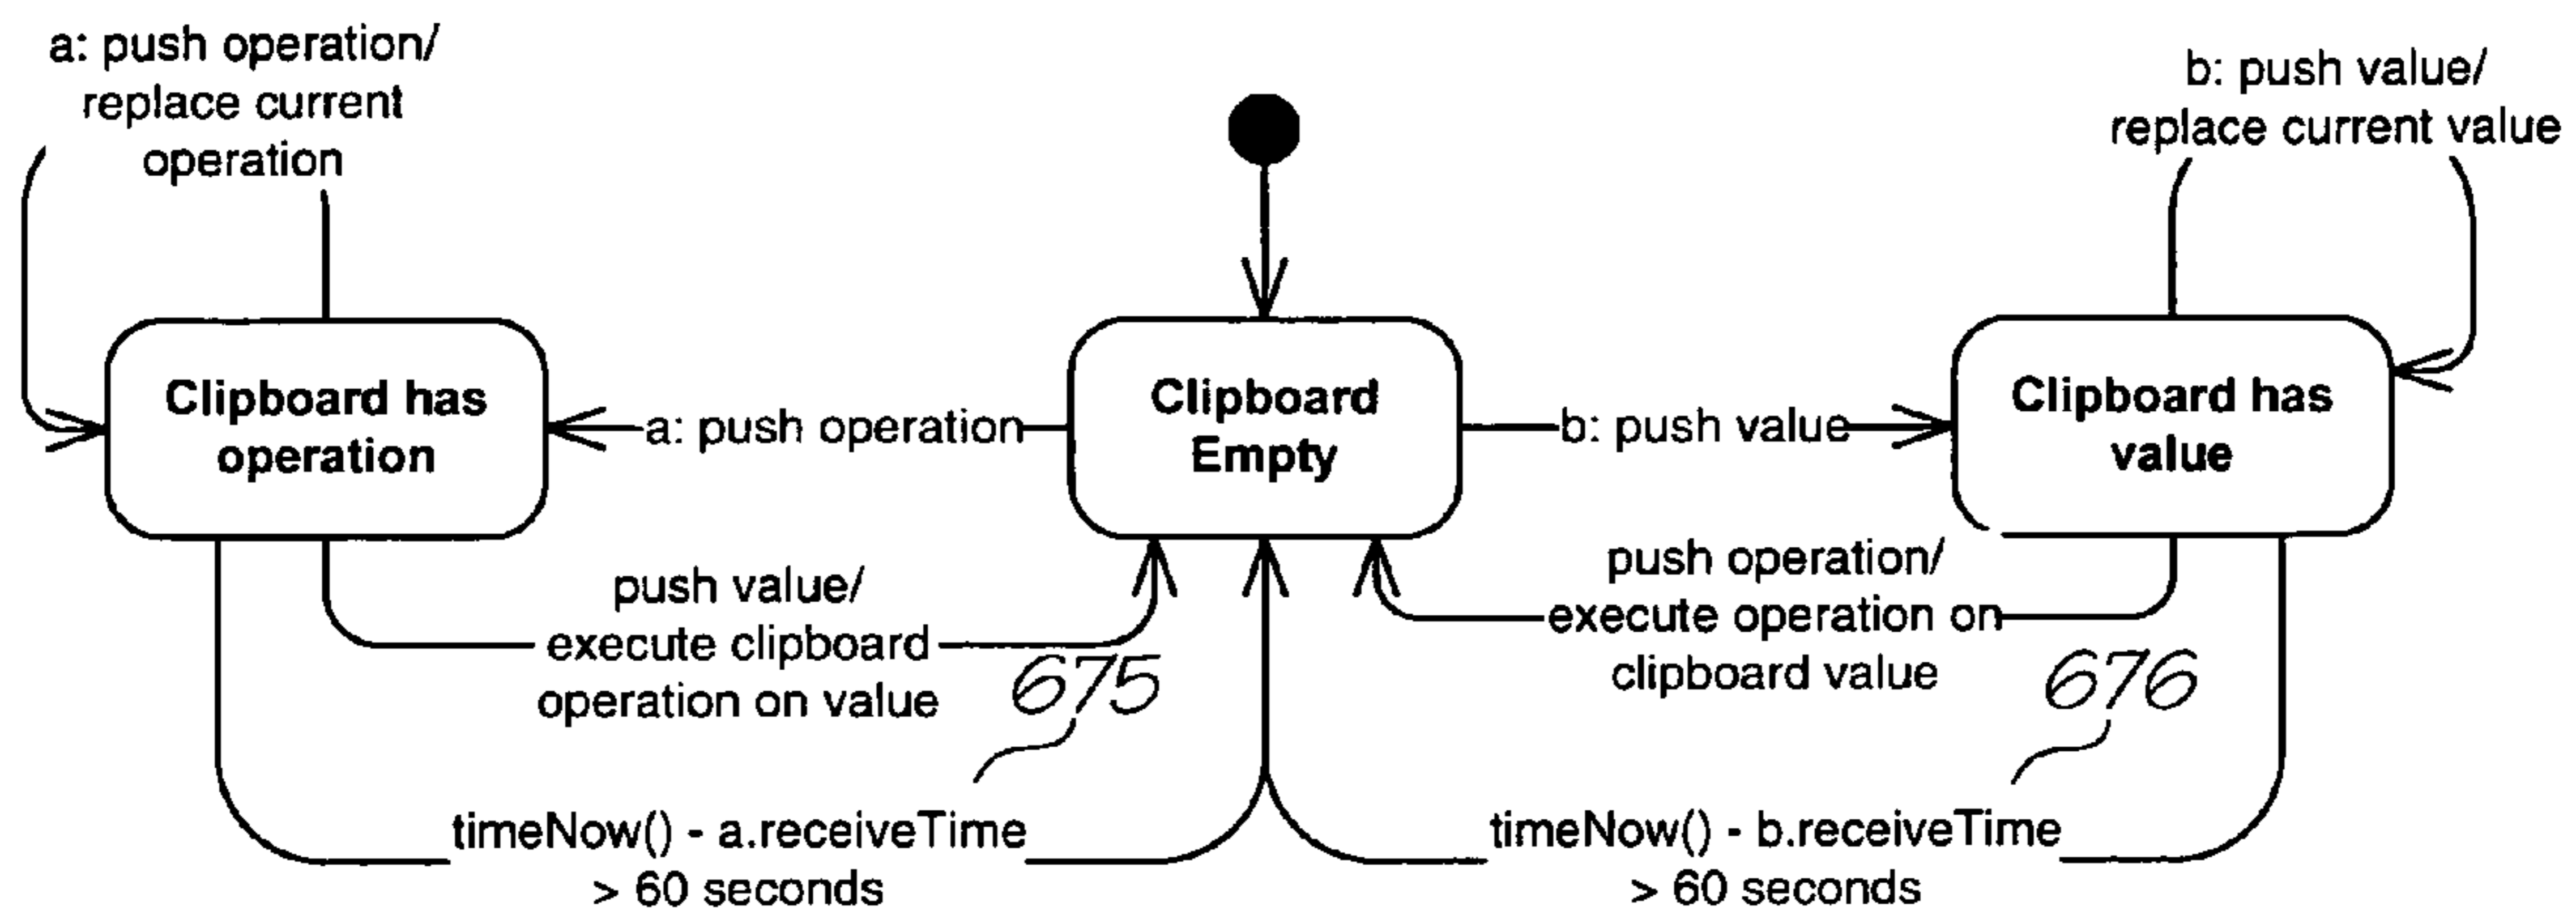 a: push operation/
replace current
operation
b: push value/
replace current value
Clipboard has
operation
a: push operation
Clipboard
Empty
b: push value
Clipboard has
value
push value/
execute clipboard
operation on value
675
push operation/
execute operation on
clipboard value
676
timeNow() - a.receiveTime
> 60 seconds
timeNow() - b.receiveTime
> 60 seconds